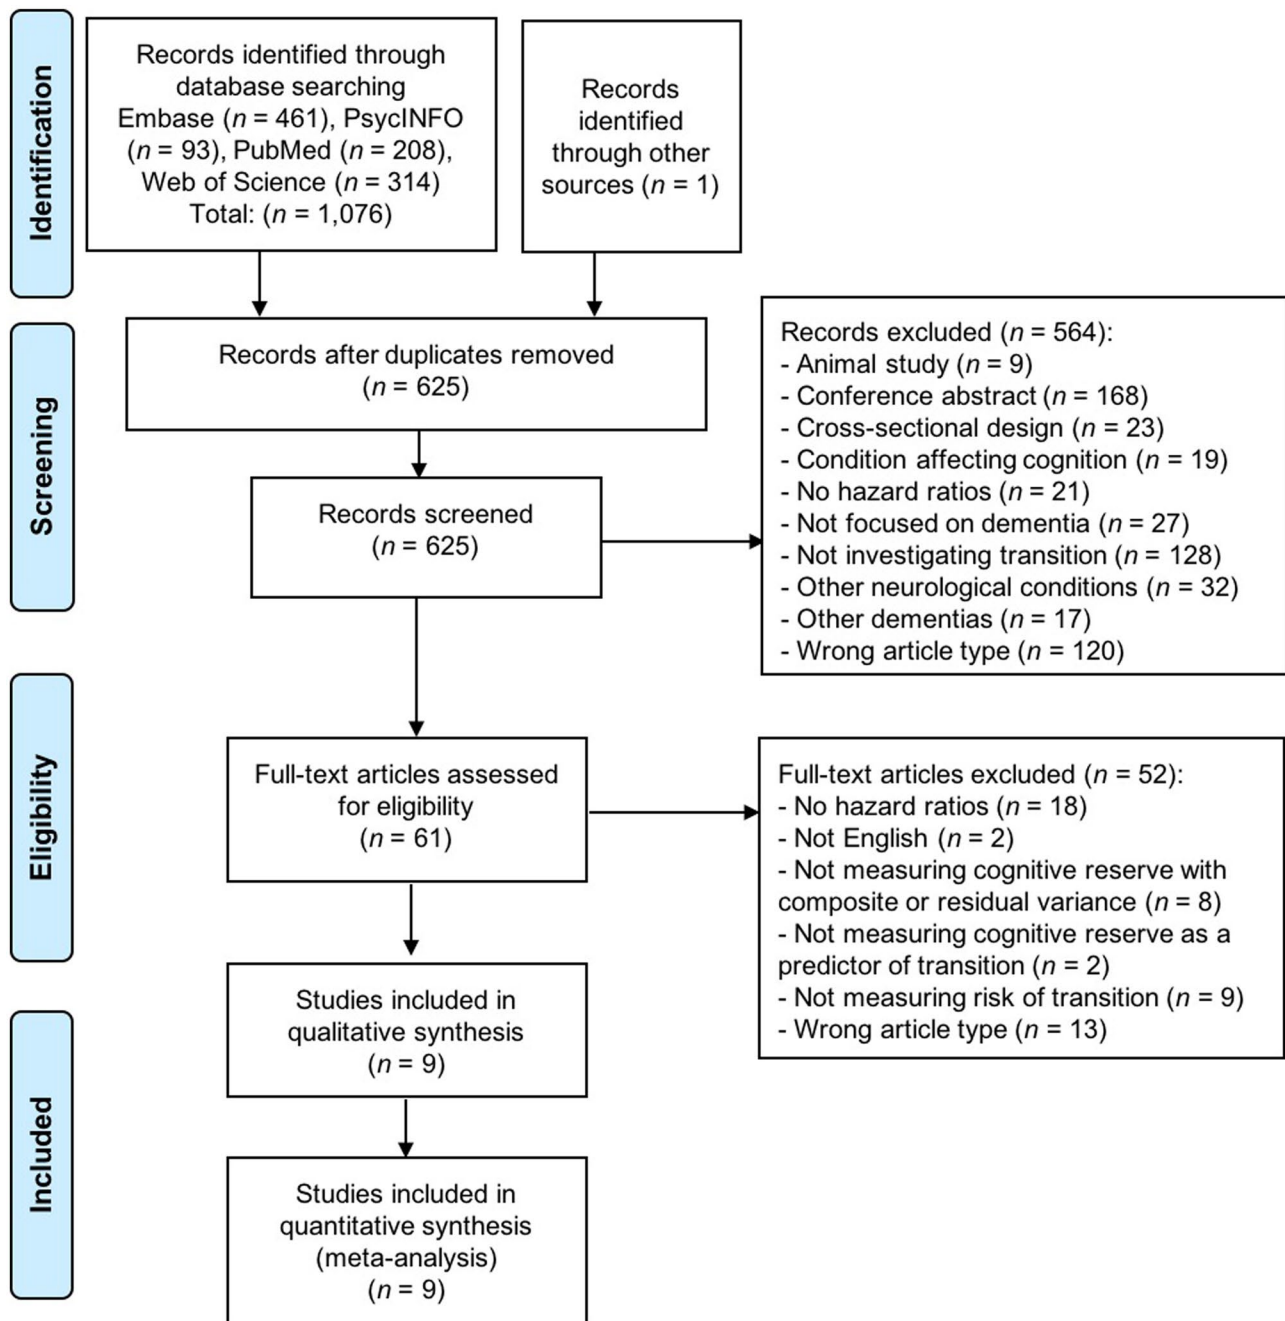 Identification
Records identified through
database searching
Embase (n = 461), PsycINFO
(n = 93), PubMed (n = 208),
Web of Science (n = 314)
Total: (n = 1,076)
Records
identified
through other
sources (n = 1)
Screening
Records after duplicates removed
(n = 625)
Records screened
(n = 625)
Records excluded (n = 564):
- Animal study (n = 9)
- Conference abstract (n = 168)
- Cross-sectional design (n = 23)
- Condition affecting cognition (n = 19)
- No hazard ratios (n = 21)
- Not focused on dementia (n = 27)
- Not investigating transition (n = 128)
- Other neurological conditions (n = 32)
- Other dementias (n = 17)
- Wrong article type (n = 120)
Eligibility
Full-text articles assessed
for eligibility
(n = 61)
Full-text articles excluded (n = 52):
- No hazard ratios (n = 18)
- Not English (n = 2)
- Not measuring cognitive reserve with
composite or residual variance (n = 8)
- Not measuring cognitive reserve as a
predictor of transition (n = 2)
- Not measuring risk of transition (n = 9)
- Wrong article type (n = 13)
Included
Studies included in
qualitative synthesis
(n = 9)
Studies included in
quantitative synthesis
(meta-analysis)
(n = 9)